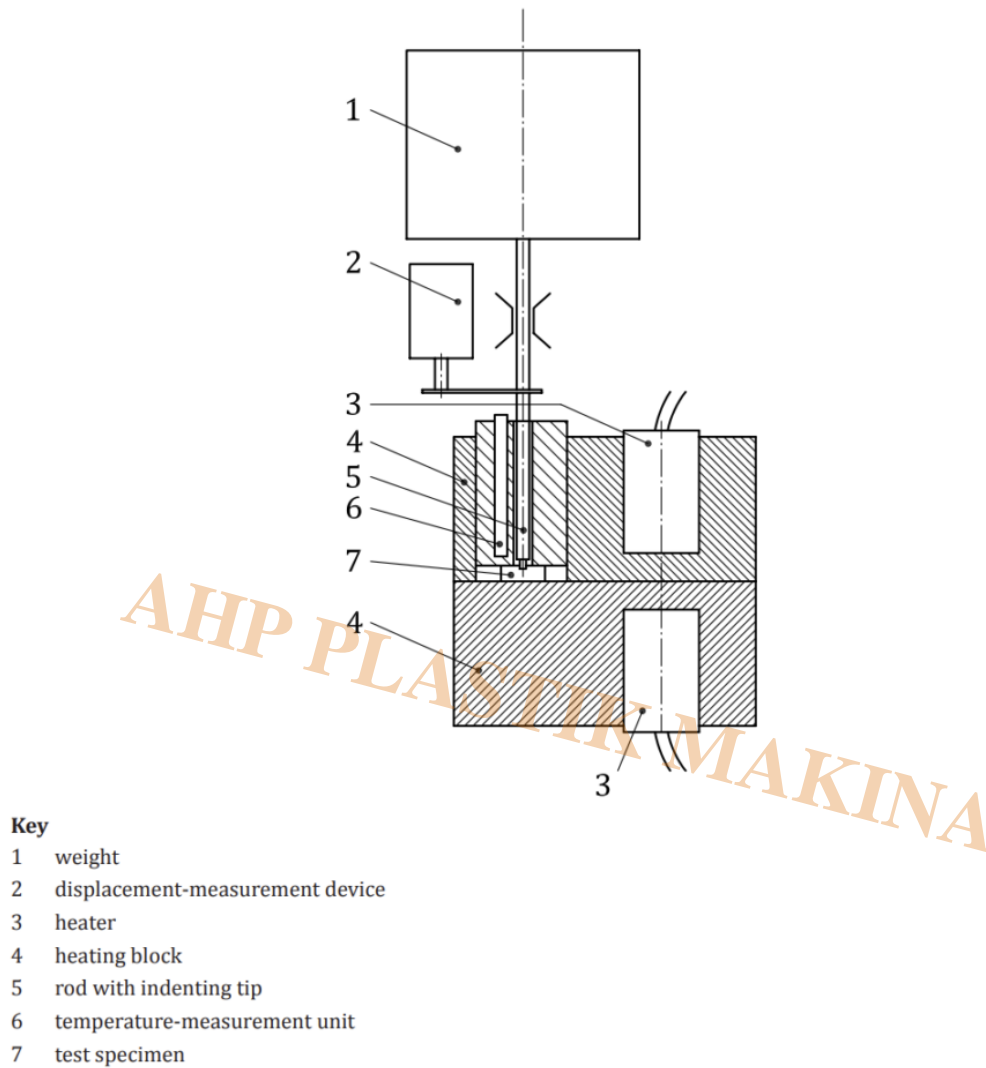 1
2
3
4
5
6
7
4
3
AHP PLASTIK MAKINA
Key
1 weight
2 displacement-measurement device
3 heater
4 heating block
5 rod with indenting tip
6 temperature-measurement unit
7 test specimen